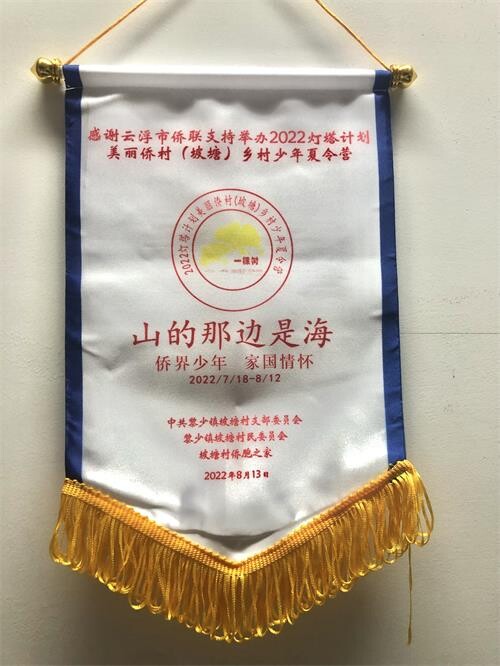 感谢云浮市侨联支持举办2022灯塔计划
美丽侨村（坡塘）乡村少年夏令营
2022灯塔计划美丽侨村(坡塘)乡村少年夏令营
一棵树
山的那边是海
侨界少年 家国情怀
2022/7/18-8/12
中共黎少镇坡塘村支部委员会
黎少镇坡塘村民委员会
坡塘村侨胞之家
2022年8月13日